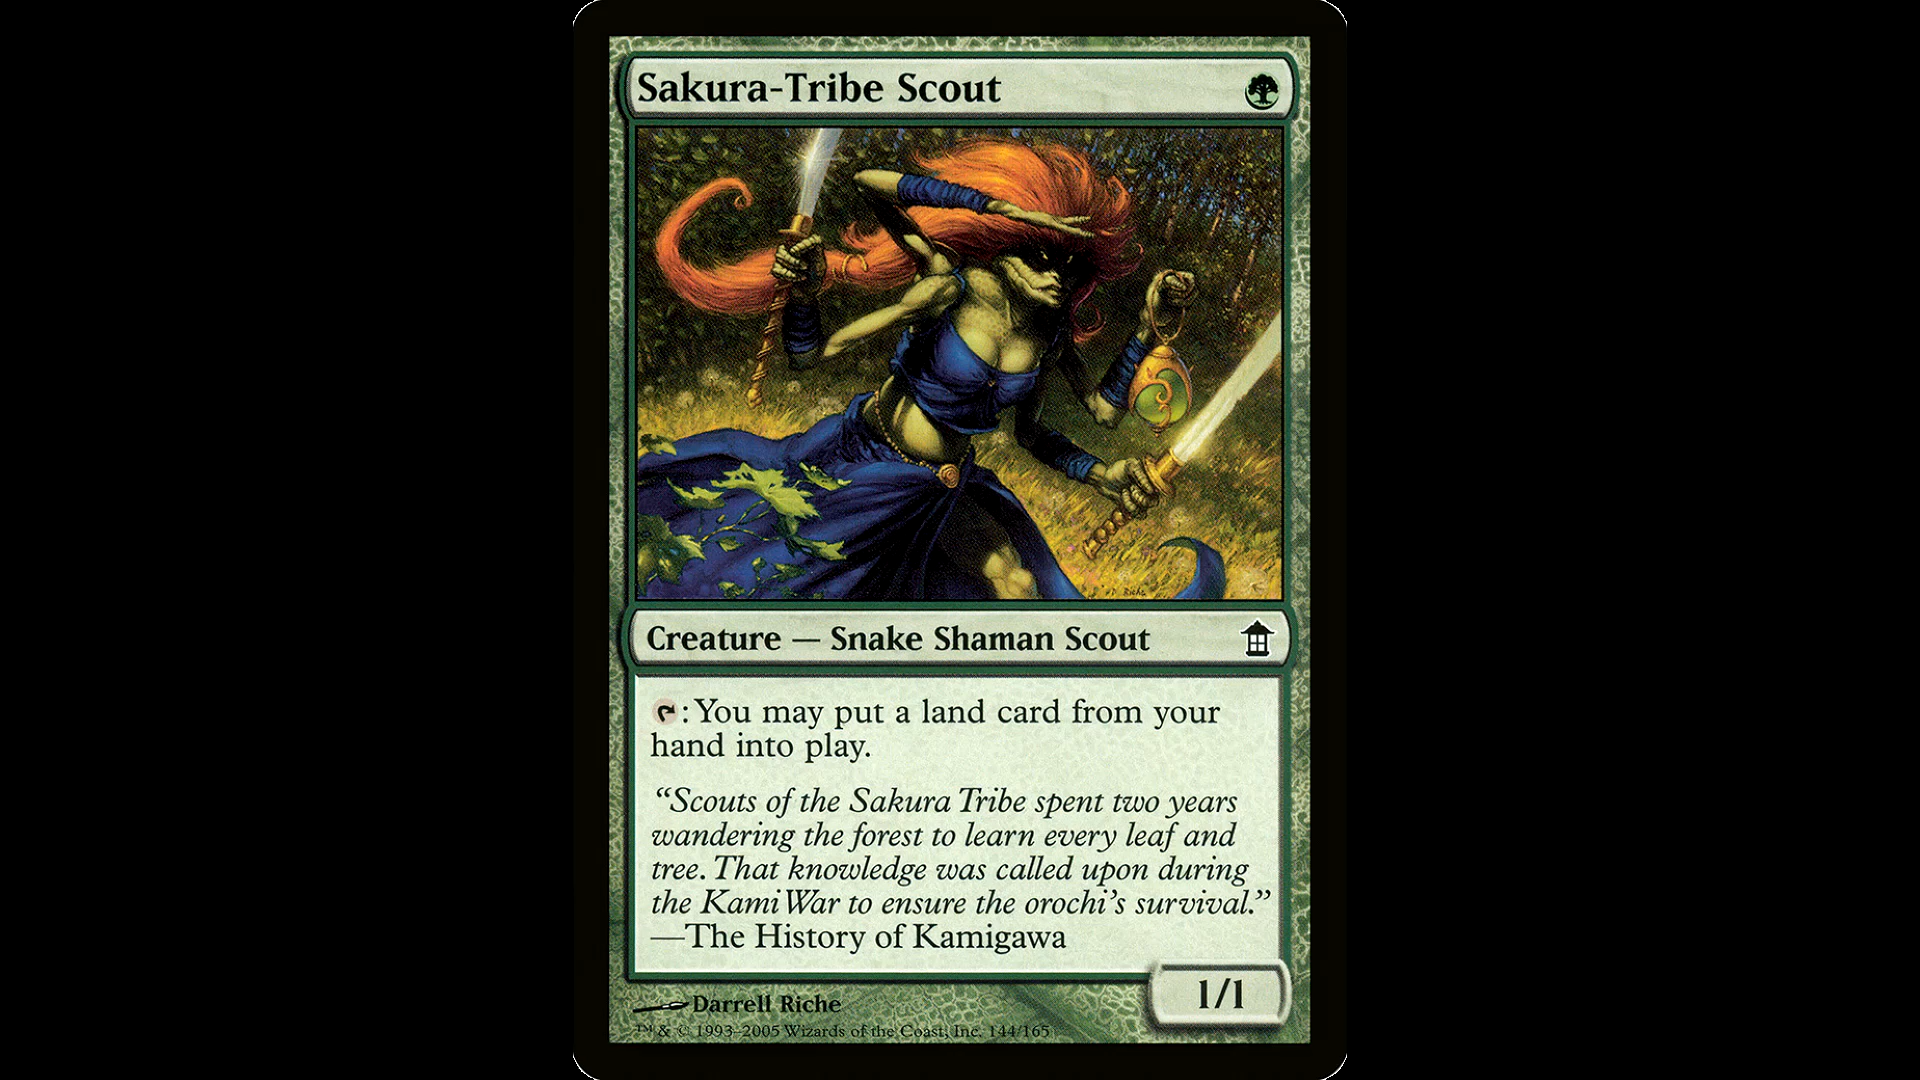 Sakura-Tribe Scout
Creature — Snake Shaman Scout
: You may put a land card from your
hand into play.
“Scouts of the Sakura Tribe spent two years
wandering the forest to learn every leaf and
tree. That knowledge was called upon during
the Kami War to ensure the orochi’s survival.”
—The History of Kamigawa
1/1
Darrell Riche
™ & © 1993–2005 Wizards of the Coast, Inc. 144/165